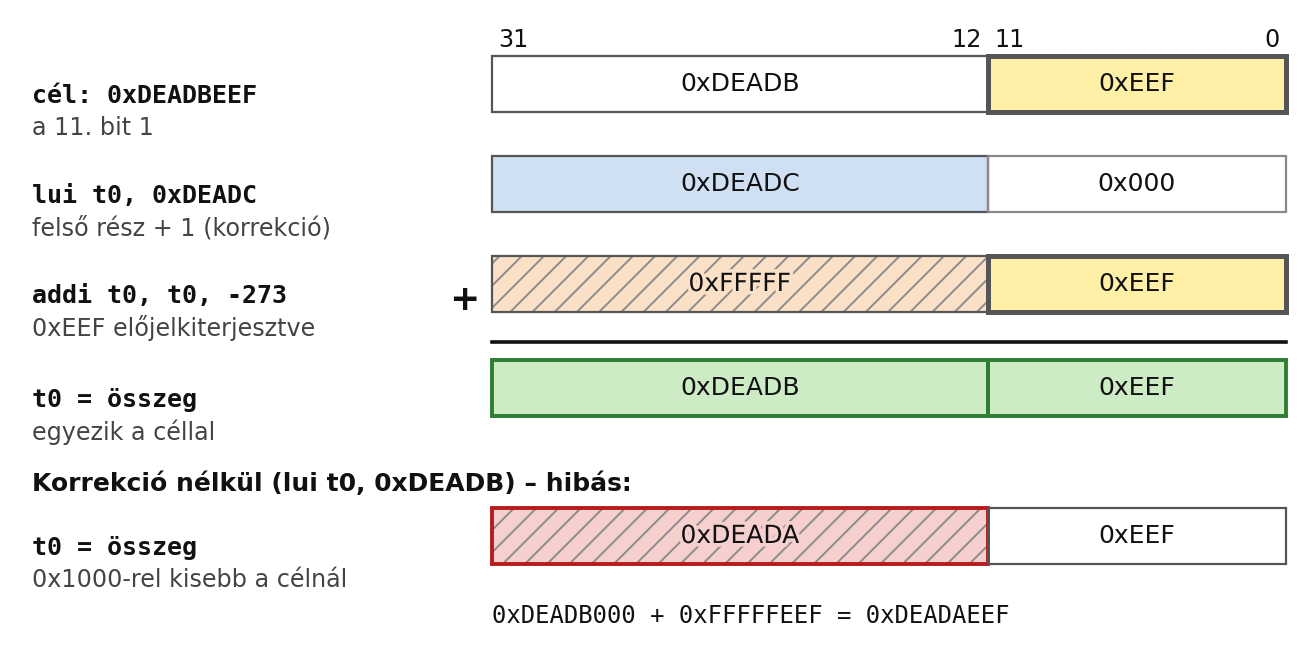 31 12 11 0
cél: 0xDEADBEEF
a 11. bit 1
0xDEADB 0xEEF
lui t0, 0xDEADC
felső rész + 1 (korrekció)
0xDEADC 0x000
addi t0, t0, -273
0xEEF előjelkiterjesztve
+ 0xFFFFF 0xEEF
t0 = összeg
egyezik a céllal
0xDEADB 0xEEF
Korrekció nélkül (lui t0, 0xDEADB) – hibás:
t0 = összeg
0x1000-rel kisebb a célnál
0xDEADA 0xEEF
0xDEADB000 + 0xFFFFFEEF = 0xDEADAEEF